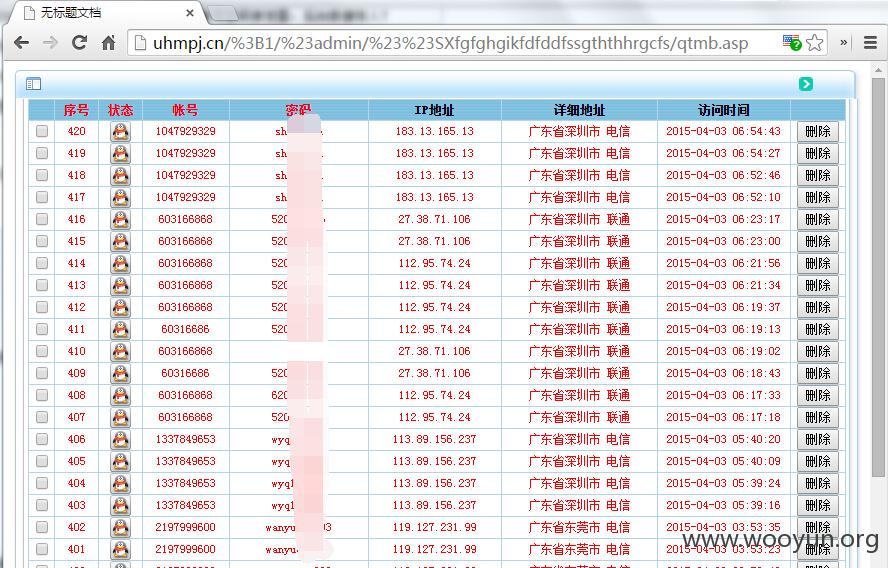 无标题文档
uhmpj.cn/%3B1/%23admin/%23%23SXfgfghgikfdfddfssgththhrgcfs/qtmb.asp
序号 状态 帐号 密码 IP地址 详细地址 访问时间
420 1047929329 sh 183.13.165.13 广东省深圳市 电信 2015-04-03 06:54:43 删除
419 1047929329 sh 183.13.165.13 广东省深圳市 电信 2015-04-03 06:54:27 删除
418 1047929329 sh 183.13.165.13 广东省深圳市 电信 2015-04-03 06:52:46 删除
417 1047929329 sh 183.13.165.13 广东省深圳市 电信 2015-04-03 06:52:10 删除
416 603166868 520 27.38.71.106 广东省深圳市 联通 2015-04-03 06:23:17 删除
415 603166868 520 27.38.71.106 广东省深圳市 联通 2015-04-03 06:23:00 删除
414 603166868 520 112.95.74.24 广东省深圳市 联通 2015-04-03 06:21:56 删除
413 603166868 520 112.95.74.24 广东省深圳市 联通 2015-04-03 06:21:34 删除
412 603166868 520 112.95.74.24 广东省深圳市 联通 2015-04-03 06:19:37 删除
411 60316686 520 112.95.74.24 广东省深圳市 联通 2015-04-03 06:19:13 删除
410 603166868 27.38.71.106 广东省深圳市 联通 2015-04-03 06:19:02 删除
409 60316686 520 27.38.71.106 广东省深圳市 联通 2015-04-03 06:18:43 删除
408 603166868 620 112.95.74.24 广东省深圳市 联通 2015-04-03 06:17:33 删除
407 603166868 520 112.95.74.24 广东省深圳市 联通 2015-04-03 06:17:18 删除
406 1337849653 wyq 113.89.156.237 广东省深圳市 电信 2015-04-03 05:40:20 删除
405 1337849653 wyq 113.89.156.237 广东省深圳市 电信 2015-04-03 05:40:09 删除
404 1337849653 wyq 113.89.156.237 广东省深圳市 电信 2015-04-03 05:39:24 删除
403 1337849653 wyq 113.89.156.237 广东省深圳市 电信 2015-04-03 05:39:16 删除
402 2197999600 wanyu 119.127.231.99 广东省东莞市 电信 2015-04-03 03:53:35 删除
401 2197999600 wanyu 119.127.231.99 广东省东莞市 电信 2015-04-03 03:53:23 删除
www.wooyun.org